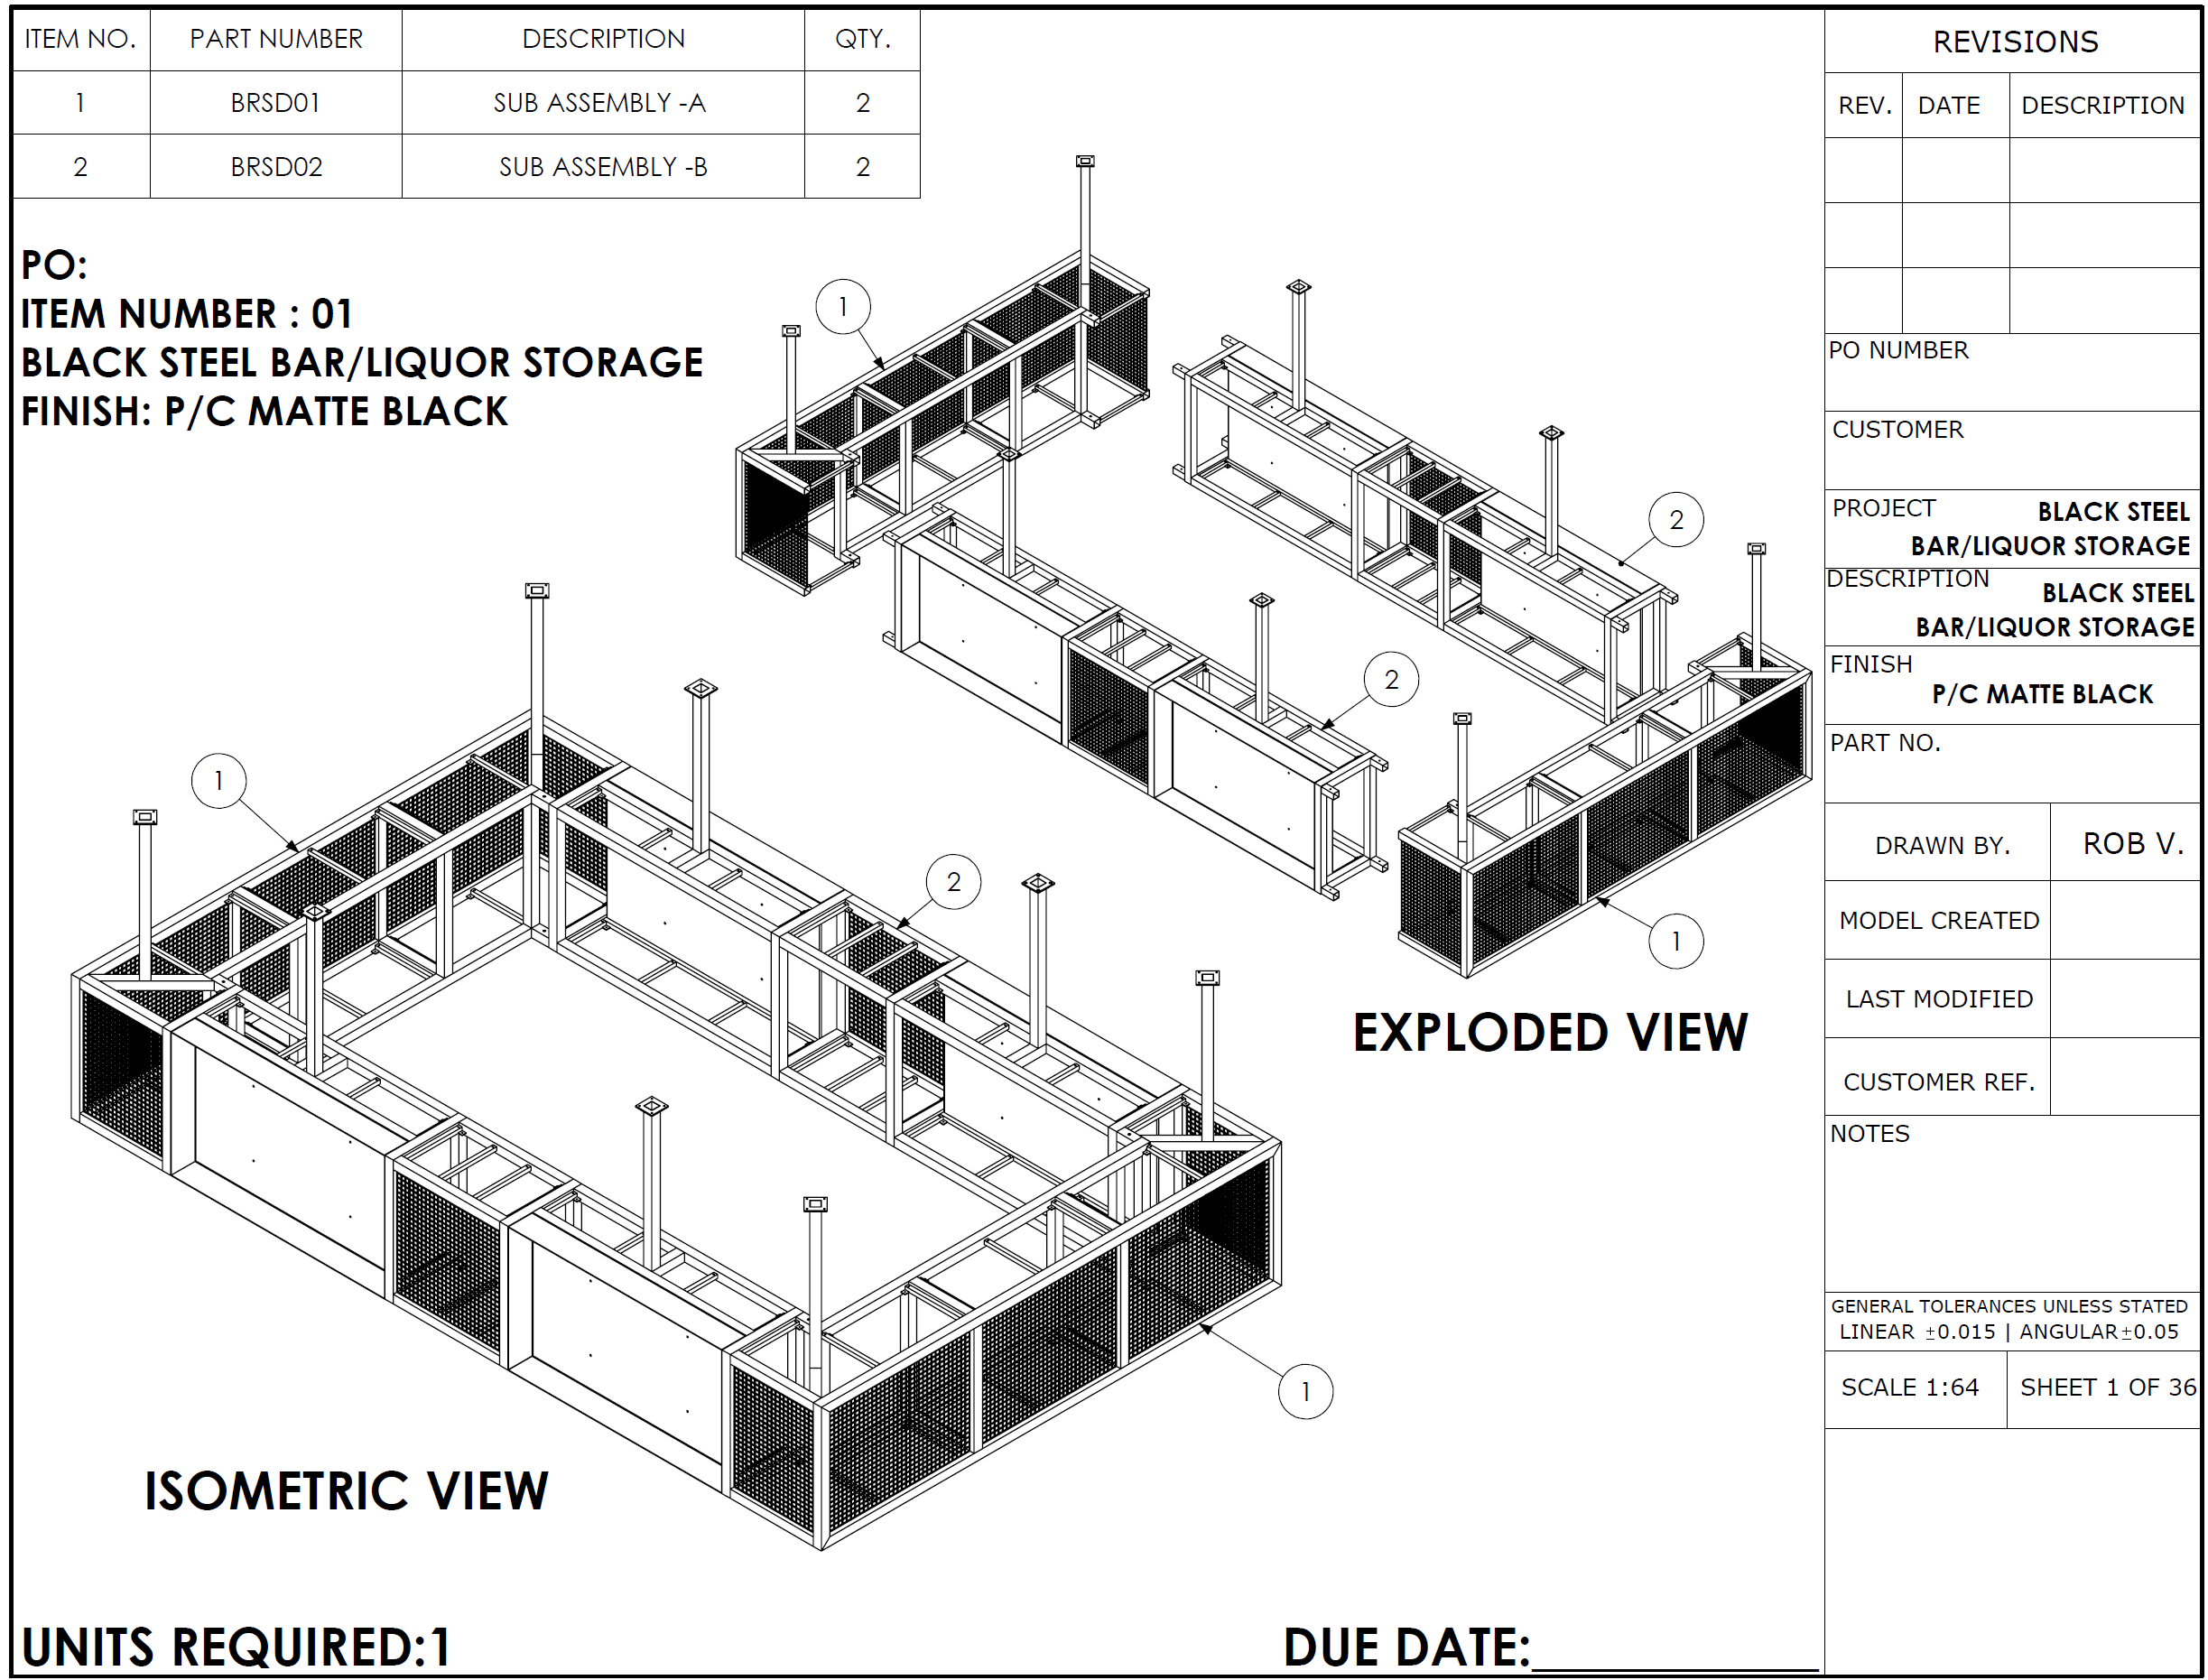 ITEM NO. PART NUMBER DESCRIPTION QTY.
1 BRSD01 SUB ASSEMBLY -A 2
2 BRSD02 SUB ASSEMBLY -B 2
PO:
ITEM NUMBER : 01
BLACK STEEL BAR/LIQUOR STORAGE
FINISH: P/C MATTE BLACK
1
2
2
1
EXPLODED VIEW
1
2
1
ISOMETRIC VIEW
UNITS REQUIRED:1
DUE DATE:
REVISIONS
REV. DATE DESCRIPTION
PO NUMBER
CUSTOMER
PROJECT BLACK STEEL
BAR/LIQUOR STORAGE
DESCRIPTION BLACK STEEL
BAR/LIQUOR STORAGE
FINISH
P/C MATTE BLACK
PART NO.
DRAWN BY. ROB V.
MODEL CREATED
LAST MODIFIED
CUSTOMER REF.
NOTES
GENERAL TOLERANCES UNLESS STATED
LINEAR ±0.015 | ANGULAR±0.05
SCALE 1:64 SHEET 1 OF 36